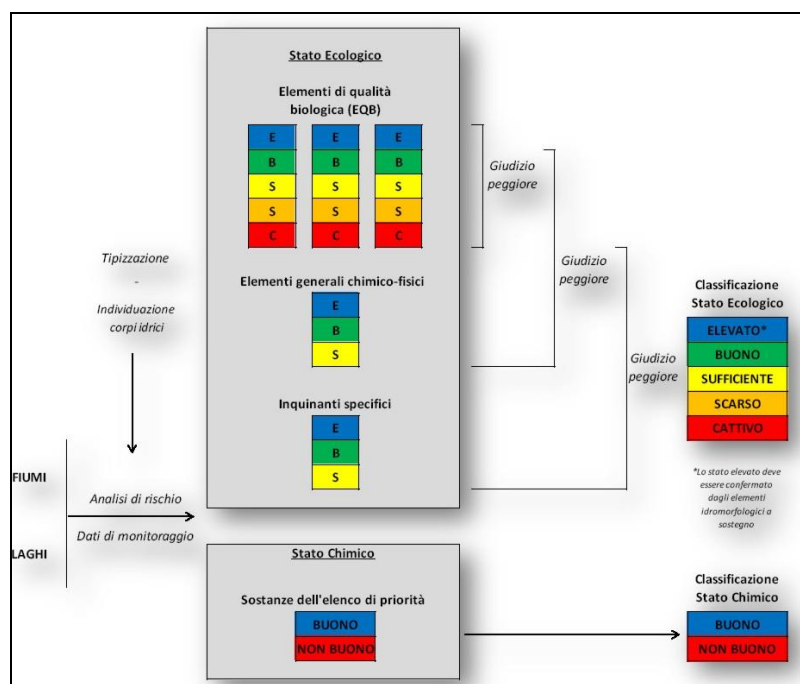 Stato Ecologico
Elementi di qualità
biologica (EQB)
E E E
B B B
S S S
S S S
C C C
Giudizio
peggiore
Tipizzazione
-
Individuazione
corpi idrici
Elementi generali chimico-fisici
E
B
S
Giudizio
peggiore
Inquinanti specifici
E
B
S
Giudizio
peggiore
Classificazione
Stato Ecologico
ELEVATO*
BUONO
SUFFICIENTE
SCARSO
CATTIVO
*Lo stato elevato deve
essere confermato
dagli elementi
idromorfologici a
sostegno
FIUMI
LAGHI
Analisi di rischio
Dati di monitoraggio
Stato Chimico
Sostanze dell'elenco di priorità
BUONO
NON BUONO
Classificazione
Stato Chimico
BUONO
NON BUONO